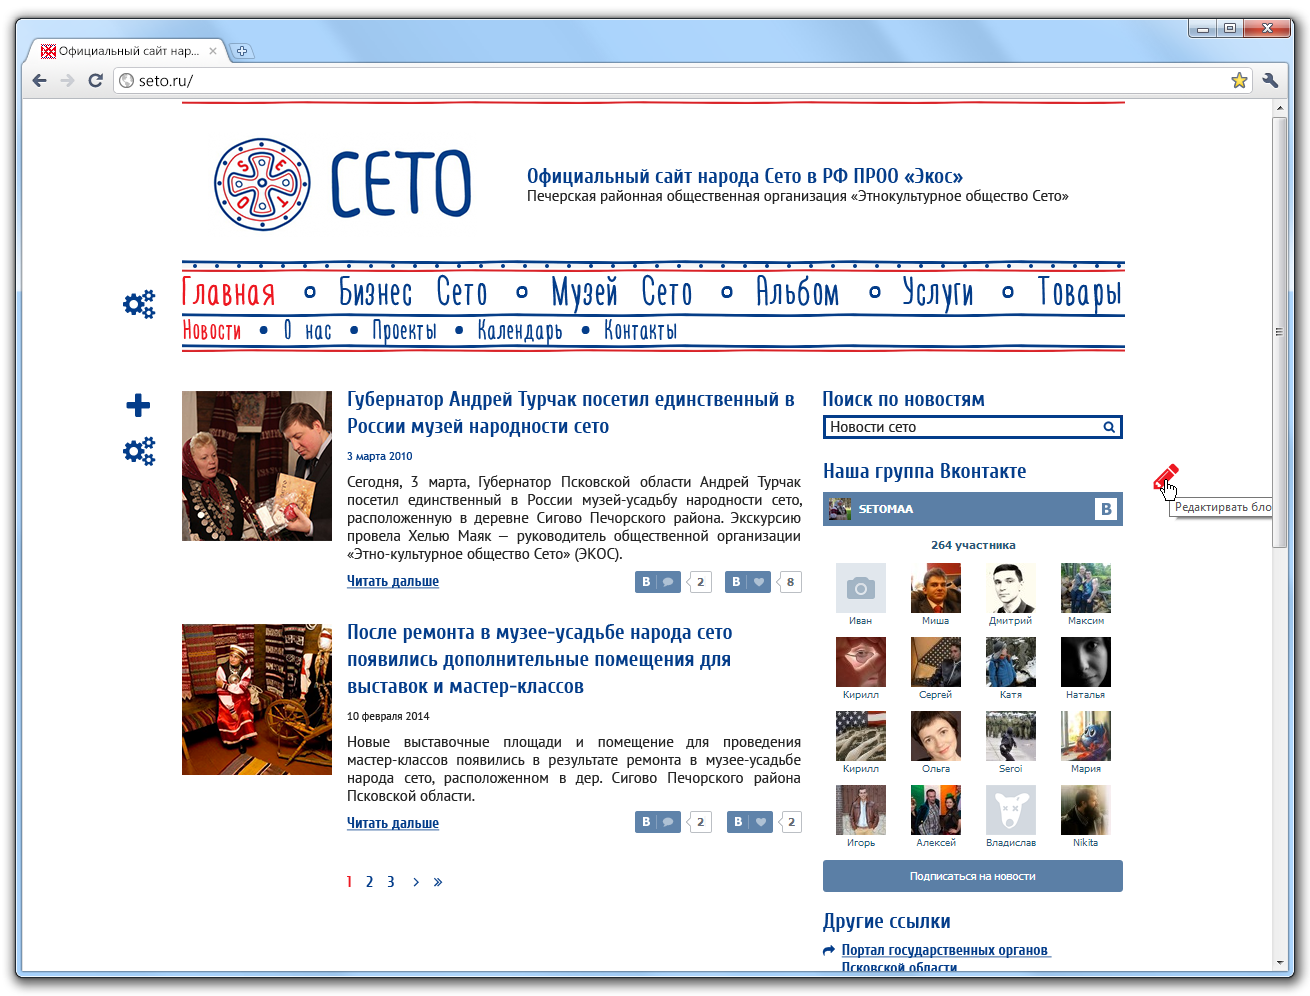 Официальный сайт нар...
seto.ru/
СЕТО
СЕТО
Официальный сайт народа Сето в РФ ПРОО «Экос»
Печерская районная общественная организация «Этнокультурное общество Сето»
Главная Бизнес Сето Музей Сето Альбом Услуги Товары
Новости • О нас • Проекты • Календарь • Контакты
Губернатор Андрей Турчак посетил единственный в
России музей народности сето
3 марта 2010
Сегодня, 3 марта, Губернатор Псковской области Андрей Турчак
посетил единственный в России музей-усадьбу народности сето,
расположенную в деревне Сигово Печорского района. Экскурсию
провела Хелью Маяк — руководитель общественной организации
«Этно-культурное общество Сето» (ЭКОС).
Читать дальше
В 2 В 8
После ремонта в музее-усадьбе народа сето
появились дополнительные помещения для
выставок и мастер-классов
10 февраля 2014
Новые выставочные площади и помещение для проведения
мастер-классов появились в результате ремонта в музее-усадьбе
народа сето, расположенном в дер. Сигово Печорского района
Псковской области.
Читать дальше
В 2 В 2
1 2 3 › »
Поиск по новостям
Новости сето
Наша группа Вконтакте
SETOMAA В
264 участника
Иван Миша Дмитрий Максим
Кирилл Сергей Катя Наталья
Кирилл Ольга Seroi Мария
Игорь Алексей Владислав Nikita
Подписаться на новости
Другие ссылки
Портал государственных органов
Псковской области
Редактирвать бло